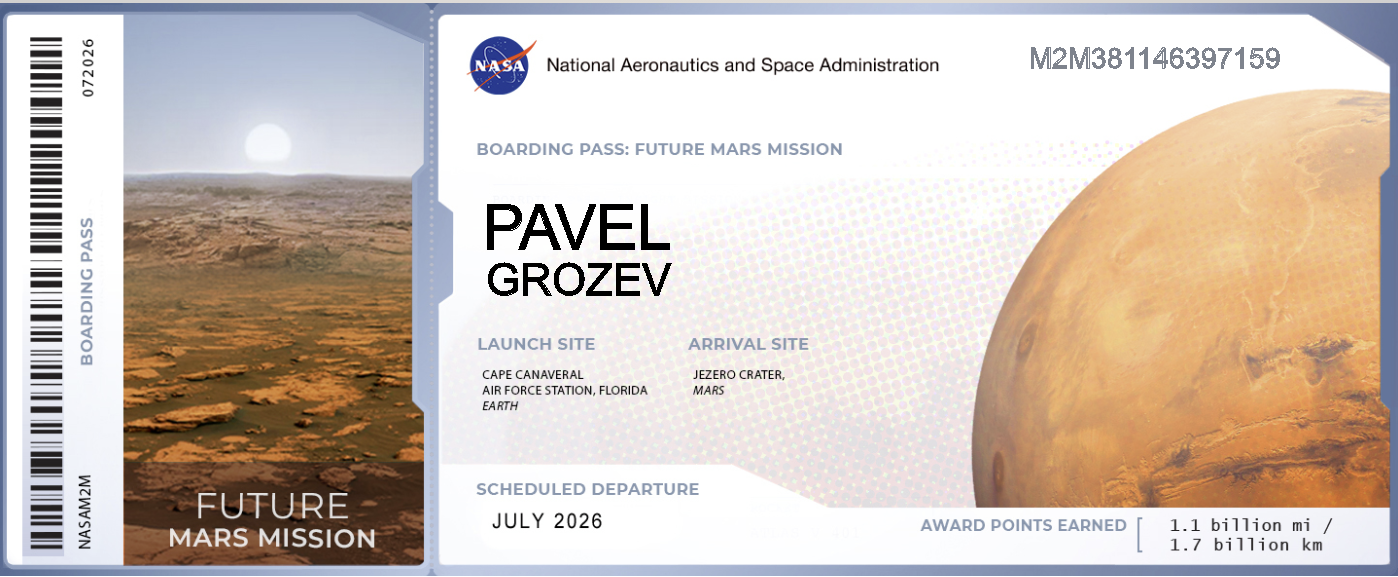 072026
BOARDING PASS
NASAM2M
FUTURE
MARS MISSION
NASA
National Aeronautics and Space Administration
M2M381146397159
BOARDING PASS: FUTURE MARS MISSION
PAVEL
GROZEV
LAUNCH SITE
CAPE CANAVERAL
AIR FORCE STATION, FLORIDA
EARTH
ARRIVAL SITE
JEZERO CRATER,
MARS
SCHEDULED DEPARTURE
JULY 2026
AWARD POINTS EARNED
1.1 billion mi /
1.7 billion km